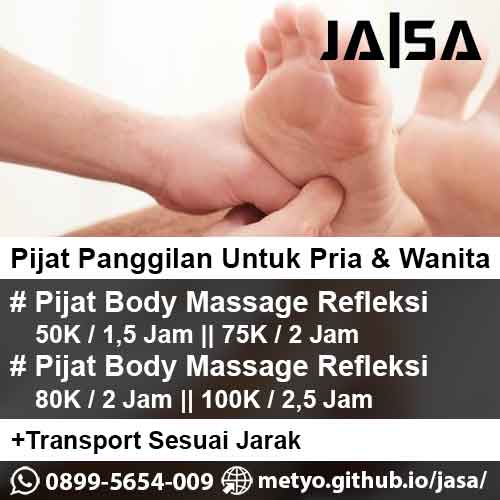 JA|SA
Pijat Panggilan Untuk Pria & Wanita
# Pijat Body Massage Refleksi
50K / 1,5 Jam || 75K / 2 Jam
# Pijat Body Massage Refleksi
80K / 2 Jam || 100K / 2,5 Jam
+Transport Sesuai Jarak
0899-5654-009 metyo.github.io/jasa/